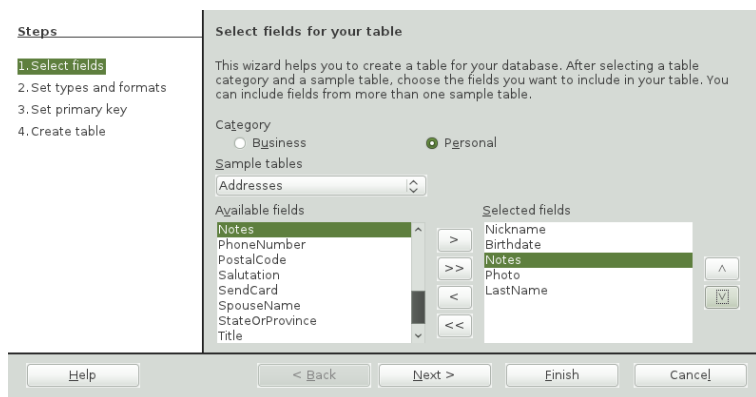 Steps
1. Select fields
2. Set types and formats
3. Set primary key
4. Create table
Select fields for your table
This wizard helps you to create a table for your database. After selecting a table
category and a sample table, choose the fields you want to include in your table. You
can include fields from more than one sample table.
Category
Business
Personal
Sample tables
Addresses
Available fields
Notes
PhoneNumber
PostalCode
Salutation
SendCard
SpouseName
StateOrProvince
Title
>
>>
<
<<
Selected fields
Nickname
Birthdate
Notes
Photo
LastName
Help
< Back
Next >
Finish
Cancel